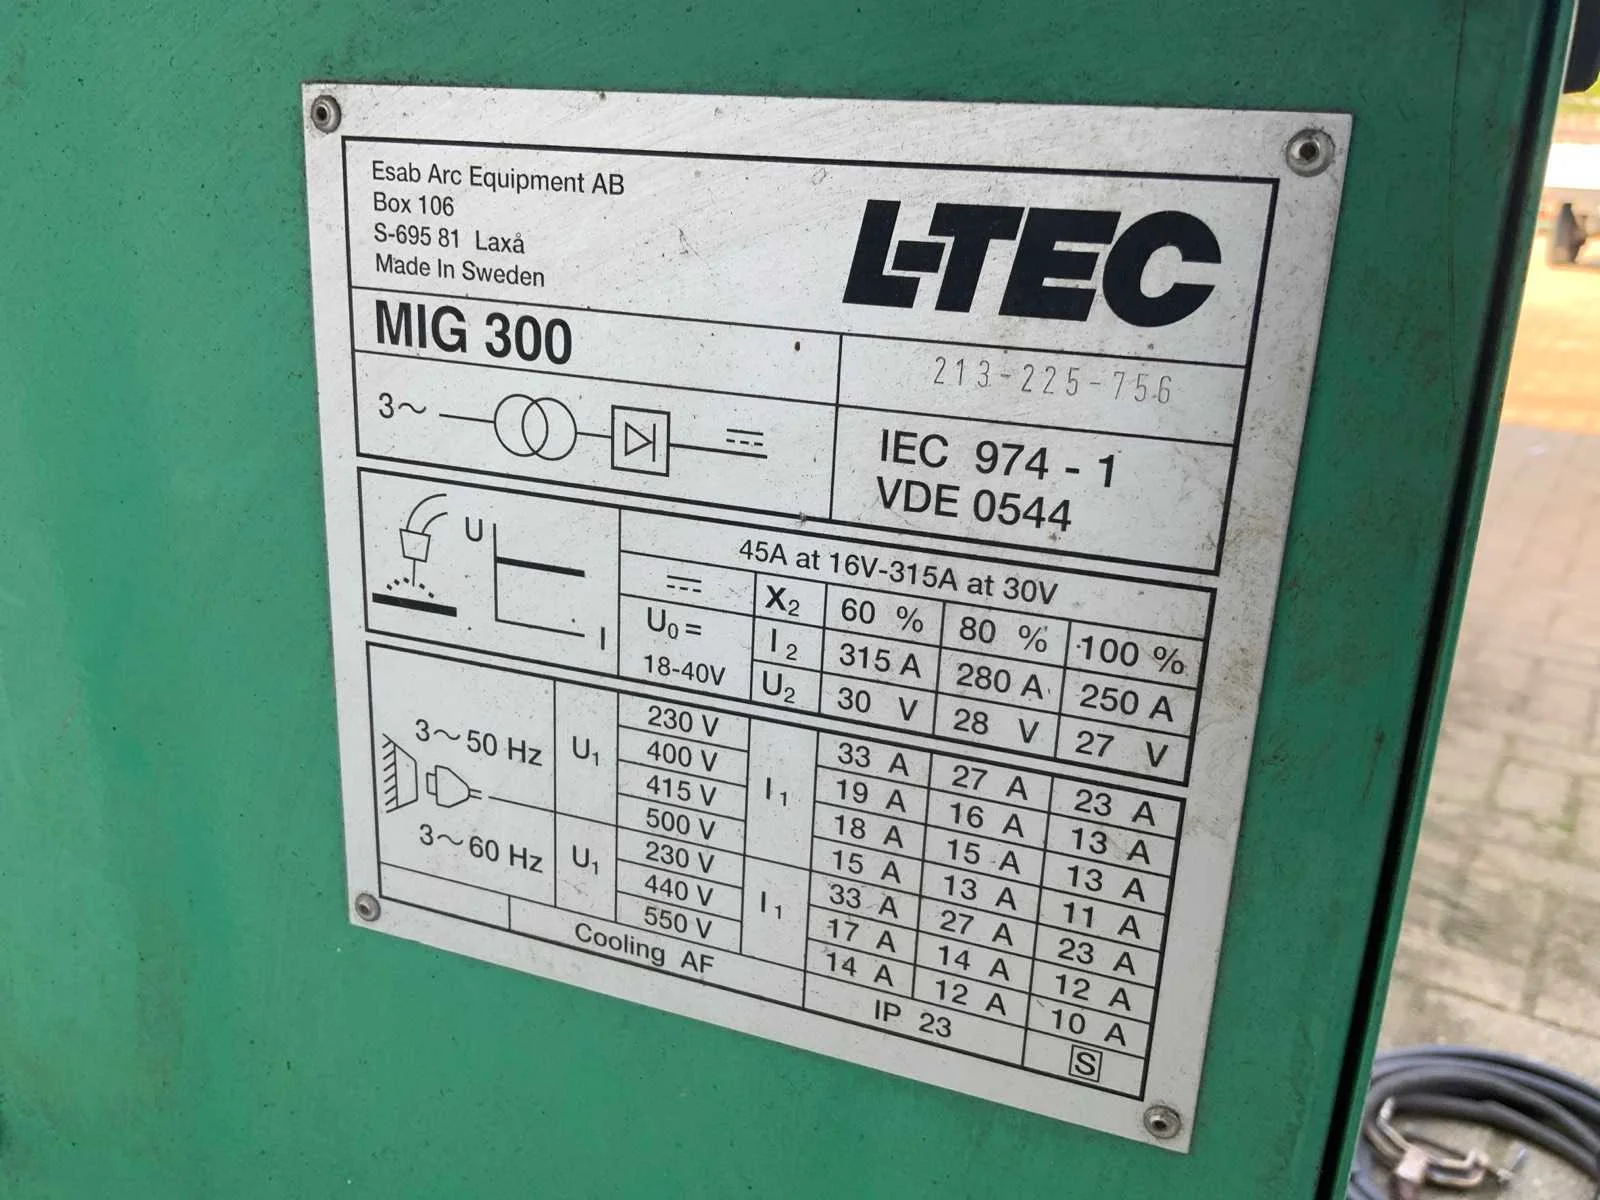 Esab Arc Equipment AB
Box 106
S-695 81 Laxå
Made In Sweden
L-TEC
MIG 300
213-225-756
3~
IEC 974-1
VDE 0544
U
I
45A at 16V-315A at 30V
X2 60 % 80 % 100 %
U0 =
18-40V
I2 315 A 280 A 250 A
U2 30 V 28 V 27 V
3~50 Hz U1 I1
230 V 33 A 27 A 23 A
400 V 19 A 16 A 13 A
415 V 18 A 15 A 13 A
500 V 15 A 13 A 11 A
3~60 Hz U1 I1
230 V 33 A 27 A 23 A
440 V 17 A 14 A 12 A
550 V 14 A 12 A 10 A
Cooling AF IP 23 S